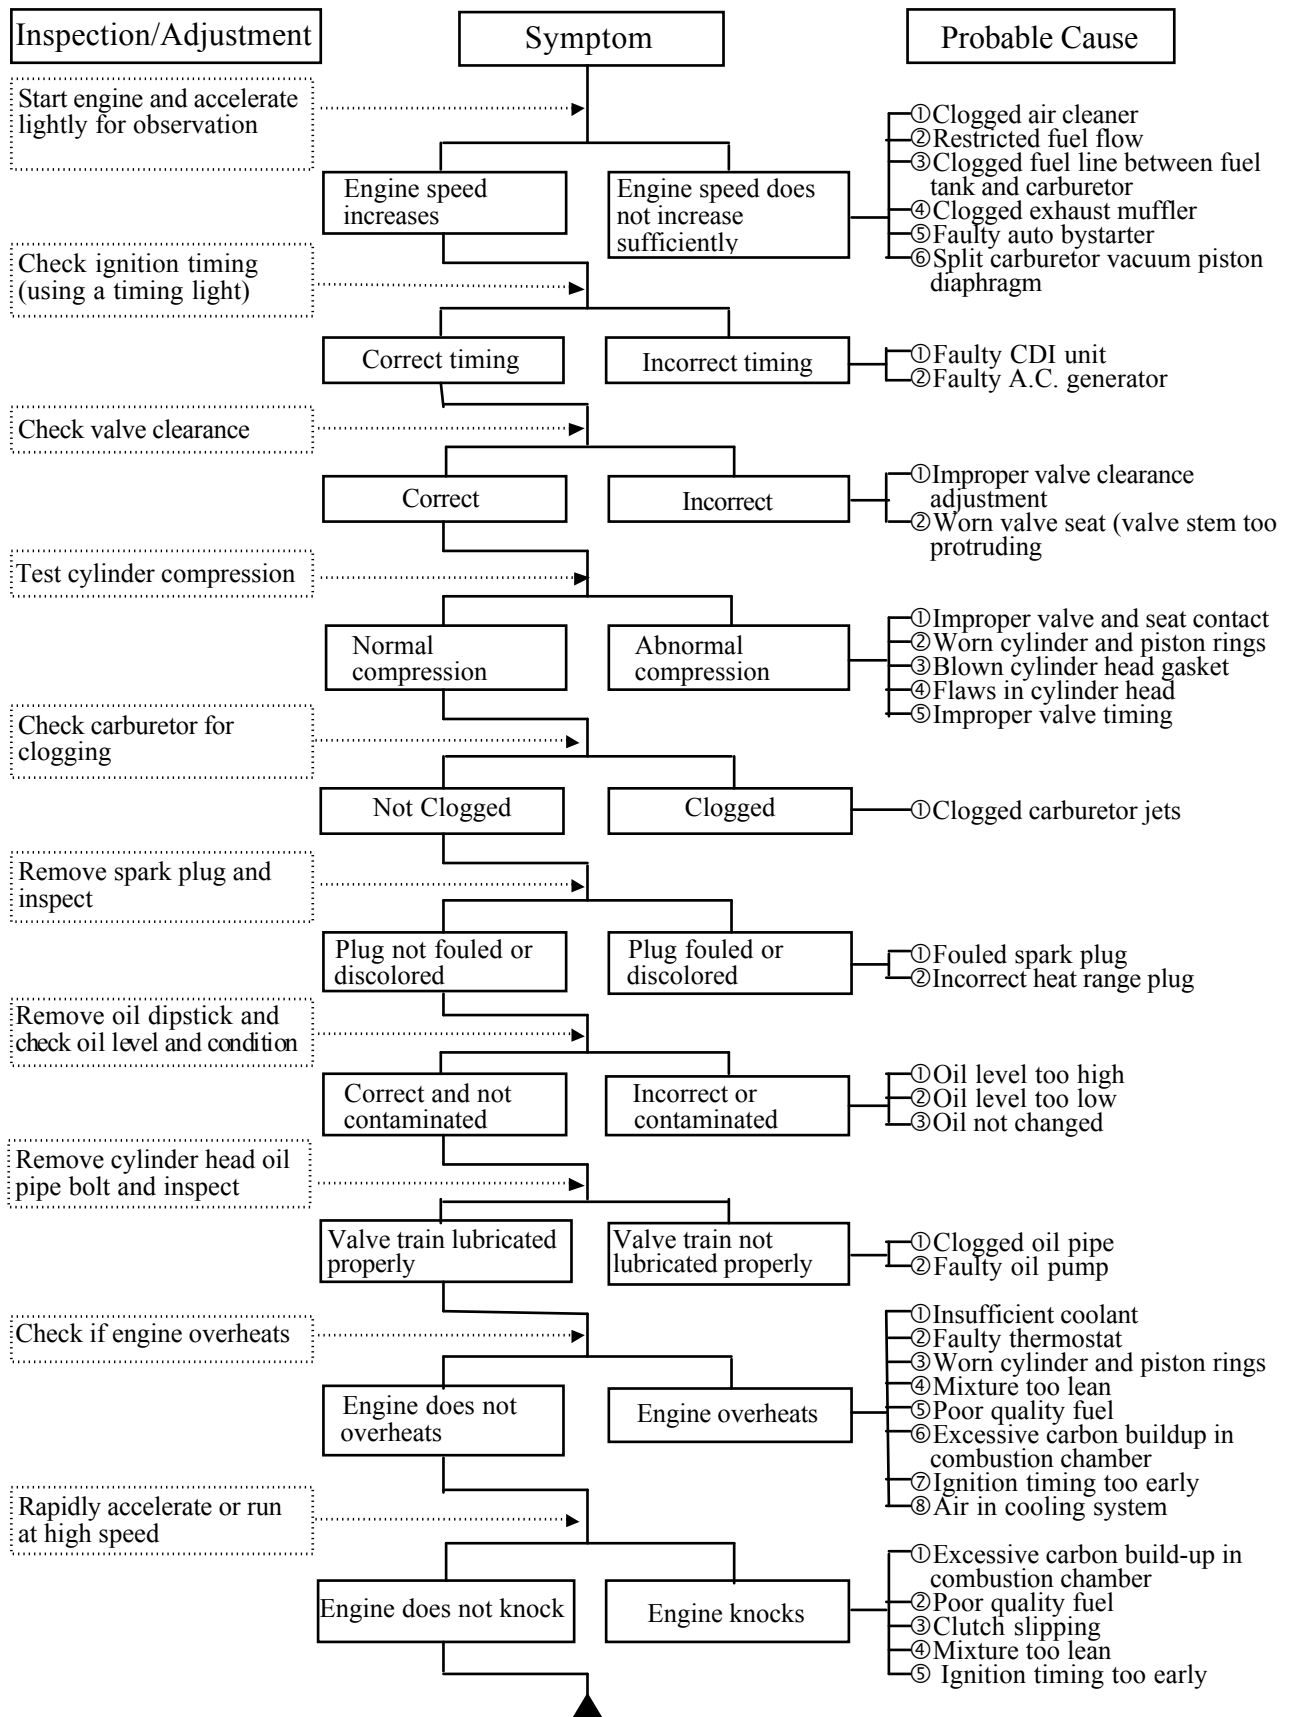 Inspection/Adjustment
Symptom
Probable Cause
Start engine and accelerate
lightly for observation
Engine speed
increases
Engine speed does
not increase
sufficiently
①Clogged air cleaner
②Restricted fuel flow
③Clogged fuel line between fuel
tank and carburetor
④Clogged exhaust muffler
⑤Faulty auto bystarter
⑥Split carburetor vacuum piston
diaphragm
Check ignition timing
(using a timing light)
Correct timing
Incorrect timing
①Faulty CDI unit
②Faulty A.C. generator
Check valve clearance
Correct
Incorrect
①Improper valve clearance
adjustment
②Worn valve seat (valve stem too
protruding
Test cylinder compression
Normal
compression
Abnormal
compression
①Improper valve and seat contact
②Worn cylinder and piston rings
③Blown cylinder head gasket
④Flaws in cylinder head
⑤Improper valve timing
Check carburetor for
clogging
Not Clogged
Clogged
①Clogged carburetor jets
Remove spark plug and
inspect
Plug not fouled or
discolored
Plug fouled or
discolored
①Fouled spark plug
②Incorrect heat range plug
Remove oil dipstick and
check oil level and condition
Correct and not
contaminated
Incorrect or
contaminated
①Oil level too high
②Oil level too low
③Oil not changed
Remove cylinder head oil
pipe bolt and inspect
Valve train lubricated
properly
Valve train not
lubricated properly
①Clogged oil pipe
②Faulty oil pump
Check if engine overheats
Engine does not
overheats
Engine overheats
①Insufficient coolant
②Faulty thermostat
③Worn cylinder and piston rings
④Mixture too lean
⑤Poor quality fuel
⑥Excessive carbon buildup in
combustion chamber
⑦Ignition timing too early
⑧Air in cooling system
Rapidly accelerate or run
at high speed
Engine does not knock
Engine knocks
①Excessive carbon build-up in
combustion chamber
②Poor quality fuel
③Clutch slipping
④Mixture too lean
⑤ Ignition timing too early